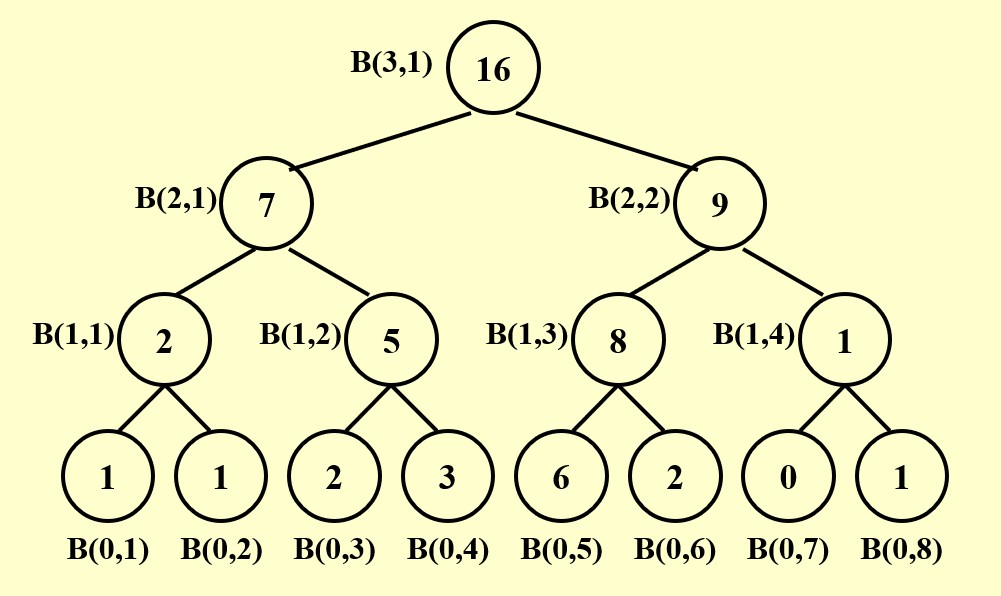 B(3,1) 16
B(2,1) 7 B(2,2) 9
B(1,1) 2 B(1,2) 5 B(1,3) 8 B(1,4) 1
1 1 2 3 6 2 0 1
B(0,1) B(0,2) B(0,3) B(0,4) B(0,5) B(0,6) B(0,7) B(0,8)